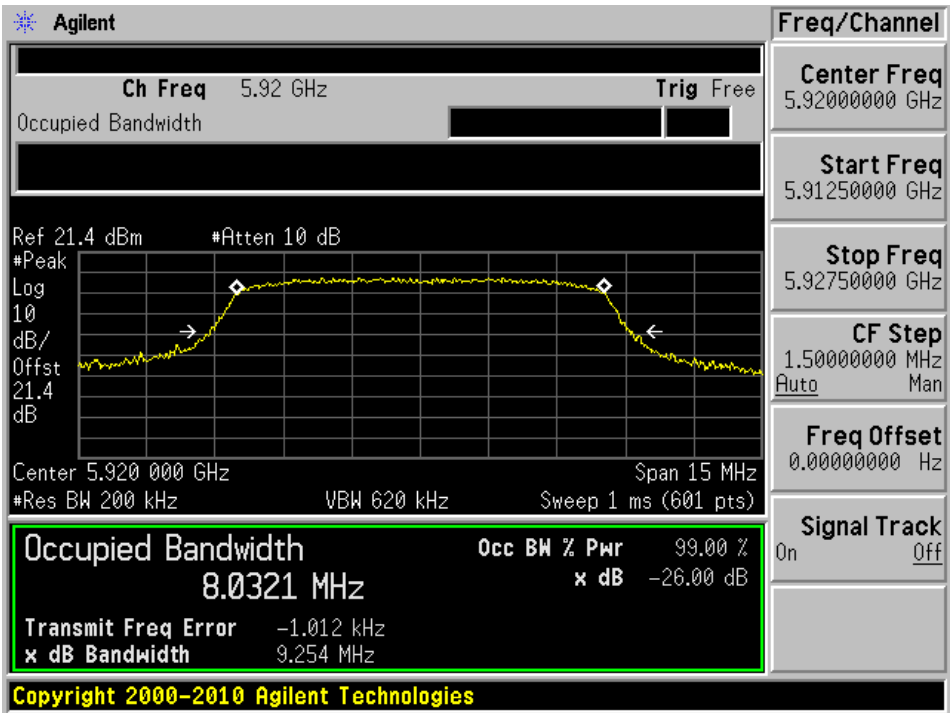 Agilent
Freq/Channel
Ch Freq 5.92 GHz Trig Free
Occupied Bandwidth
Center Freq
5.92000000 GHz
Start Freq
5.91250000 GHz
Stop Freq
5.92750000 GHz
CF Step
1.50000000 MHz
Auto Man
Freq Offset
0.00000000 Hz
Signal Track
On Off
Ref 21.4 dBm #Atten 10 dB
#Peak
Log
10
dB/
Offst
21.4
dB
Center 5.920 000 GHz Span 15 MHz
#Res BW 200 kHz VBW 620 kHz Sweep 1 ms (601 pts)
Occupied Bandwidth
8.0321 MHz
Occ BW % Pwr 99.00 %
x dB -26.00 dB
Transmit Freq Error -1.012 kHz
x dB Bandwidth 9.254 MHz
Copyright 2000-2010 Agilent Technologies